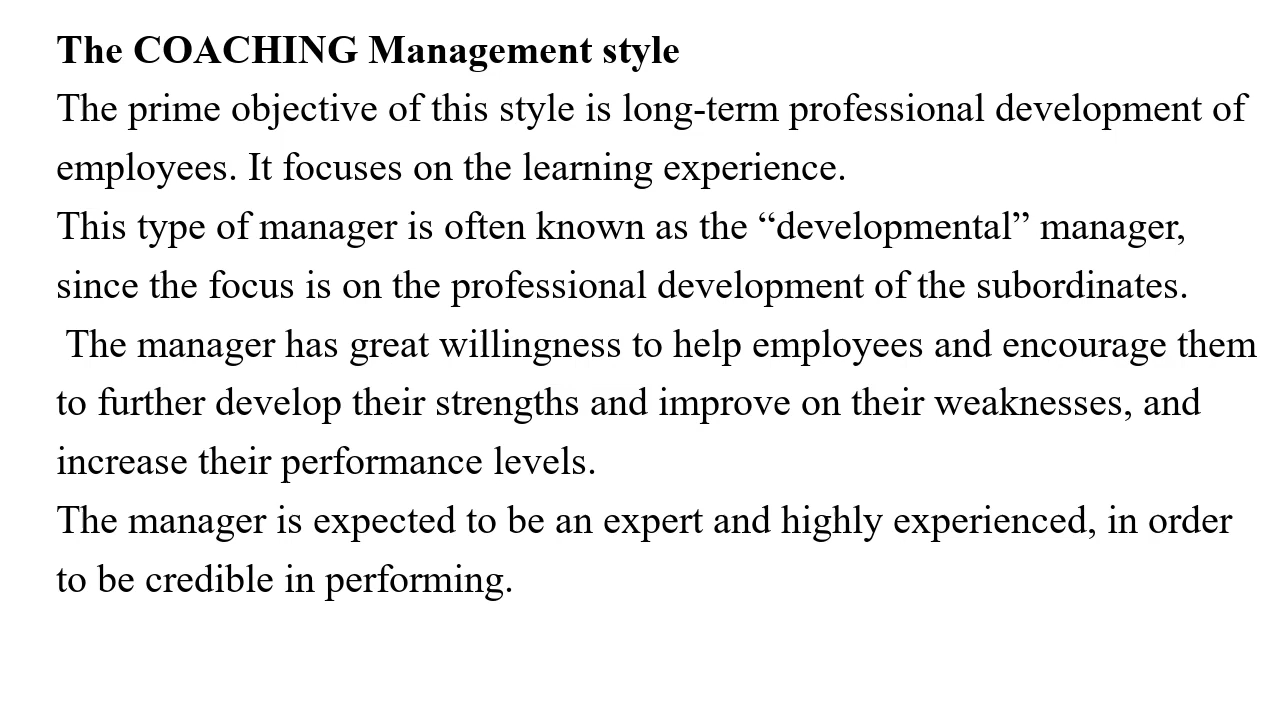 The COACHING Management style
The prime objective of this style is long-term professional development of
employees. It focuses on the learning experience.
This type of manager is often known as the “developmental” manager,
since the focus is on the professional development of the subordinates.
The manager has great willingness to help employees and encourage them
to further develop their strengths and improve on their weaknesses, and
increase their performance levels.
The manager is expected to be an expert and highly experienced, in order
to be credible in performing.